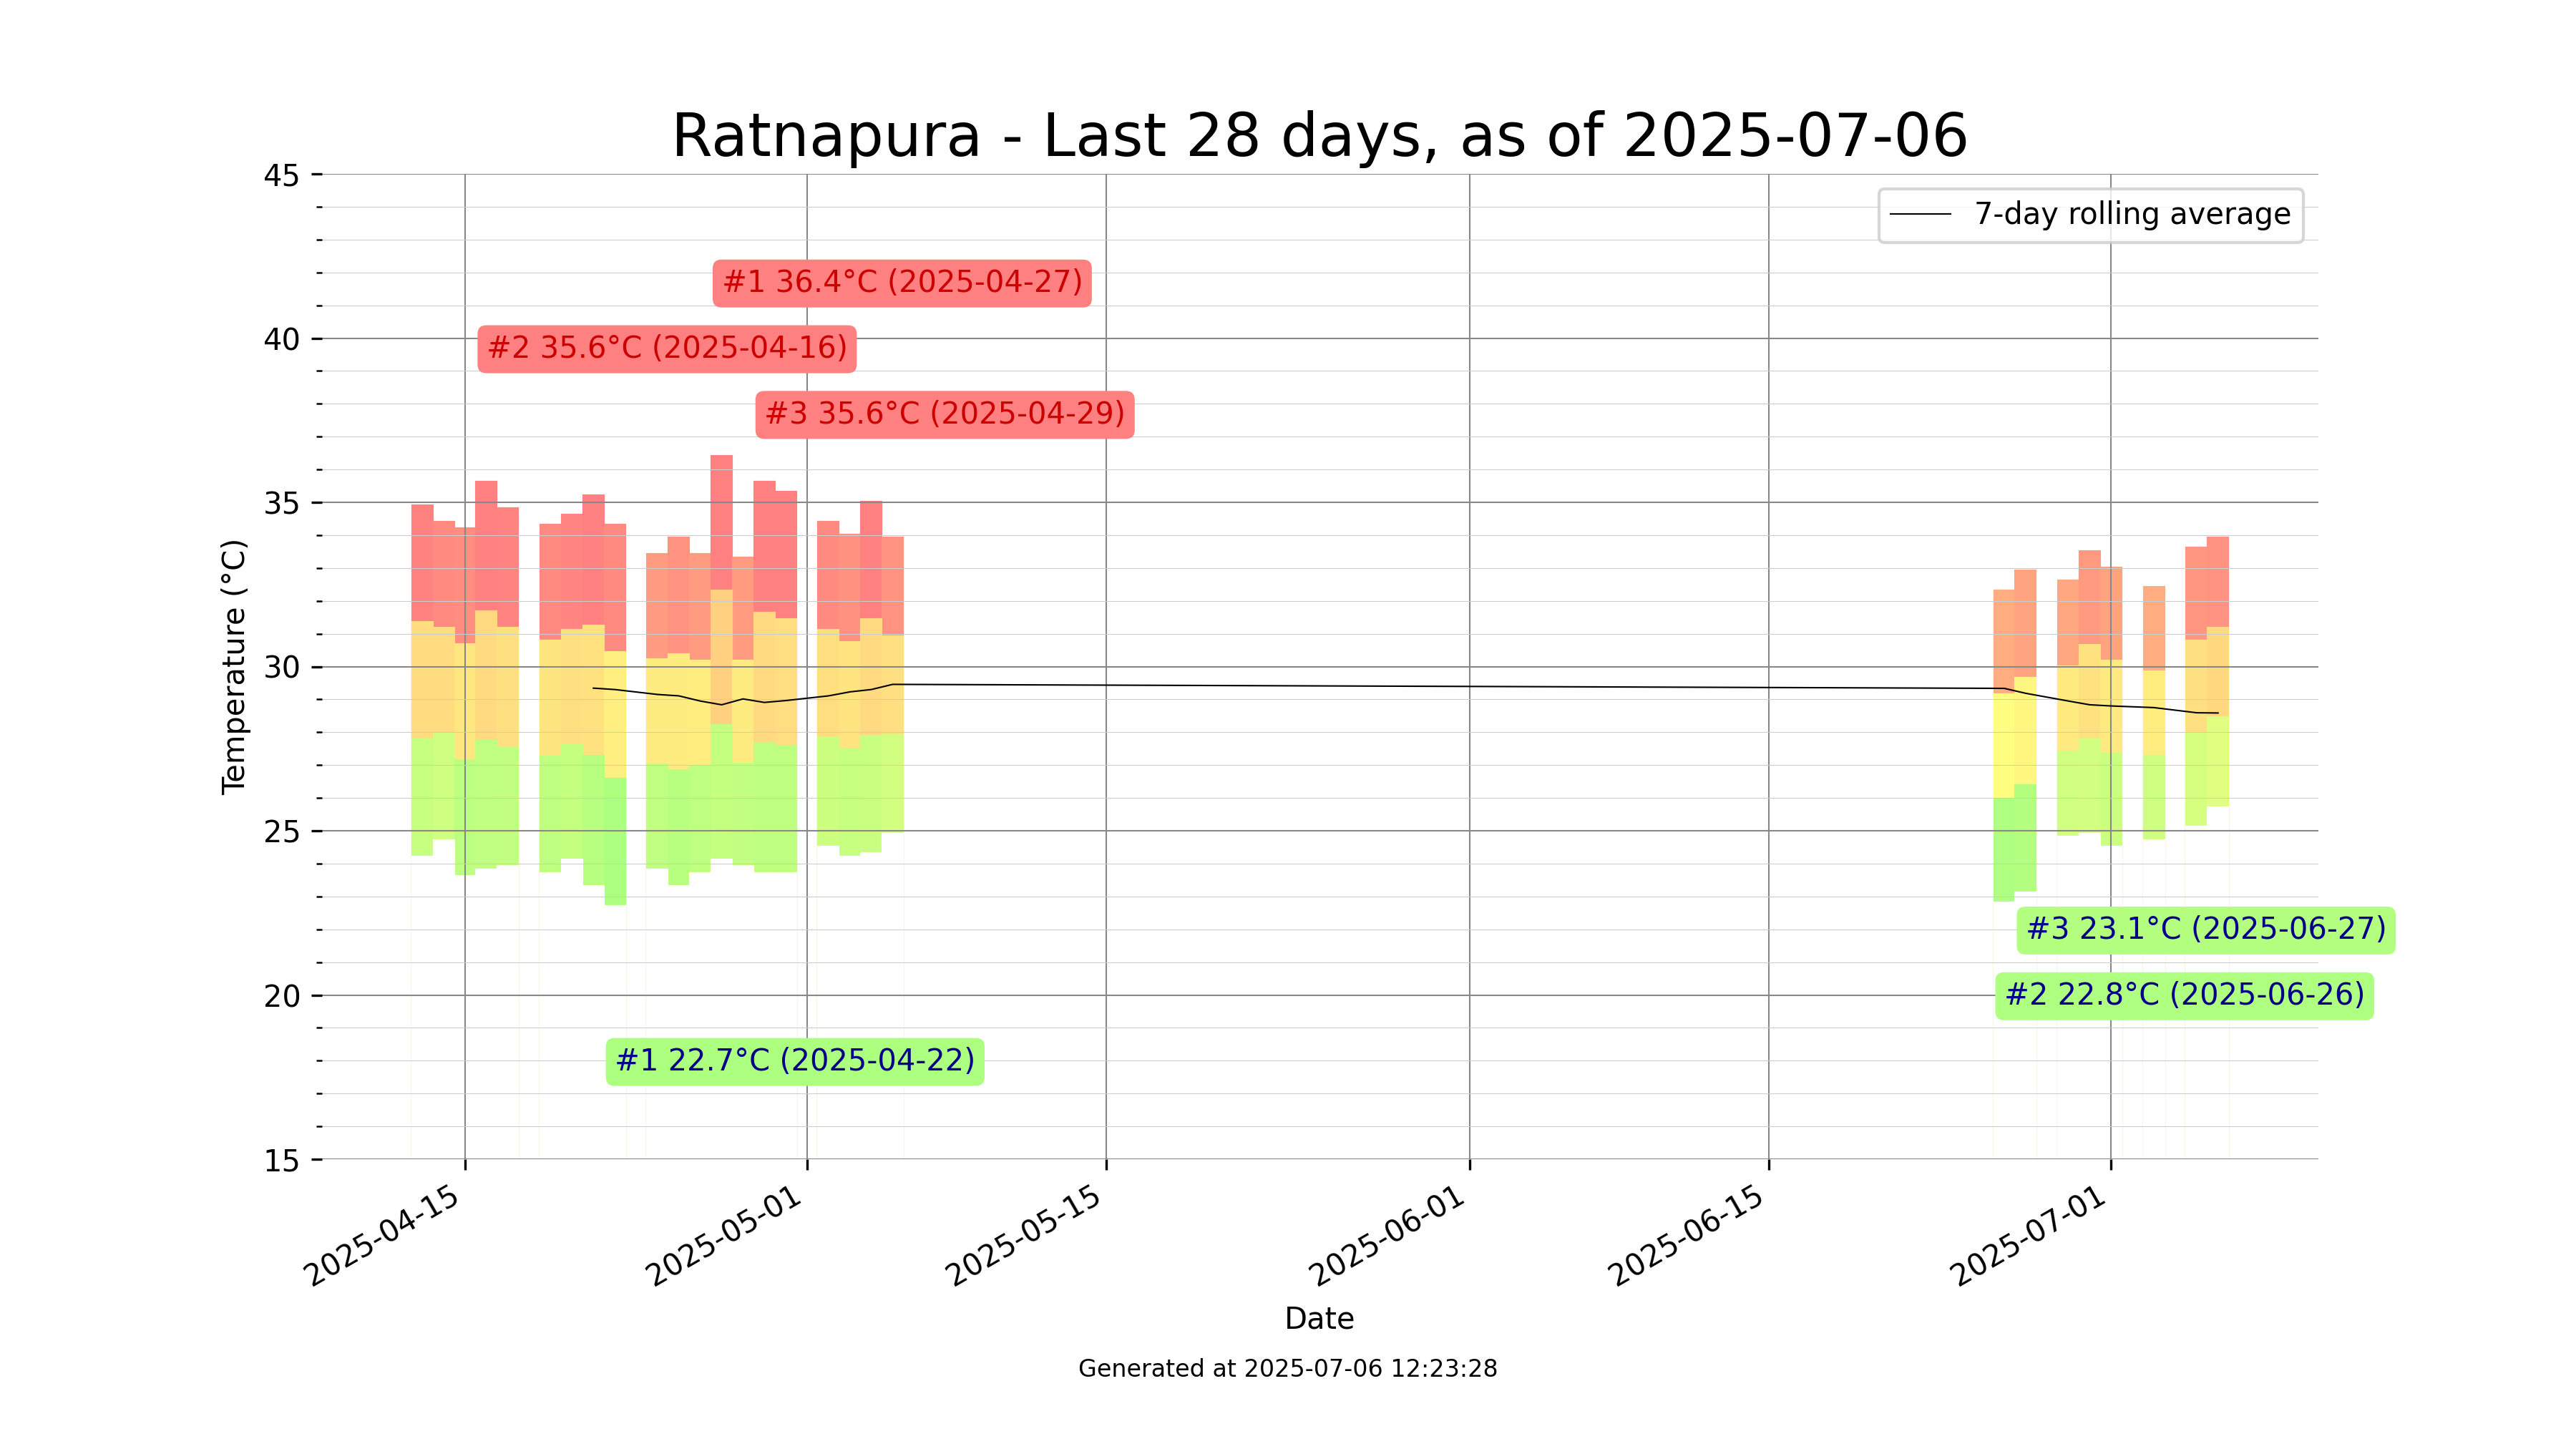 Ratnapura - Last 28 days, as of 2025-07-06
7-day rolling average
#1 36.4°C (2025-04-27)
#2 35.6°C (2025-04-16)
#3 35.6°C (2025-04-29)
#3 23.1°C (2025-06-27)
#2 22.8°C (2025-06-26)
#1 22.7°C (2025-04-22)
Temperature (°C)
45
40
35
30
25
20
15
2025-04-15
2025-05-01
2025-05-15
2025-06-01
2025-06-15
2025-07-01
Date
Generated at 2025-07-06 12:23:28